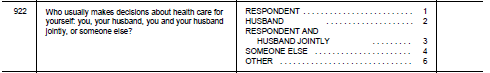 922 Who usually makes decisions about health care for
yourself: you, your husband, you and your husband
jointly, or someone else?
RESPONDENT .......................... 1
HUSBAND .................... 2
RESPONDENT AND
HUSBAND JOINTLY ......... 3
SOMEONE ELSE ....................... 4
OTHER ................................ 6